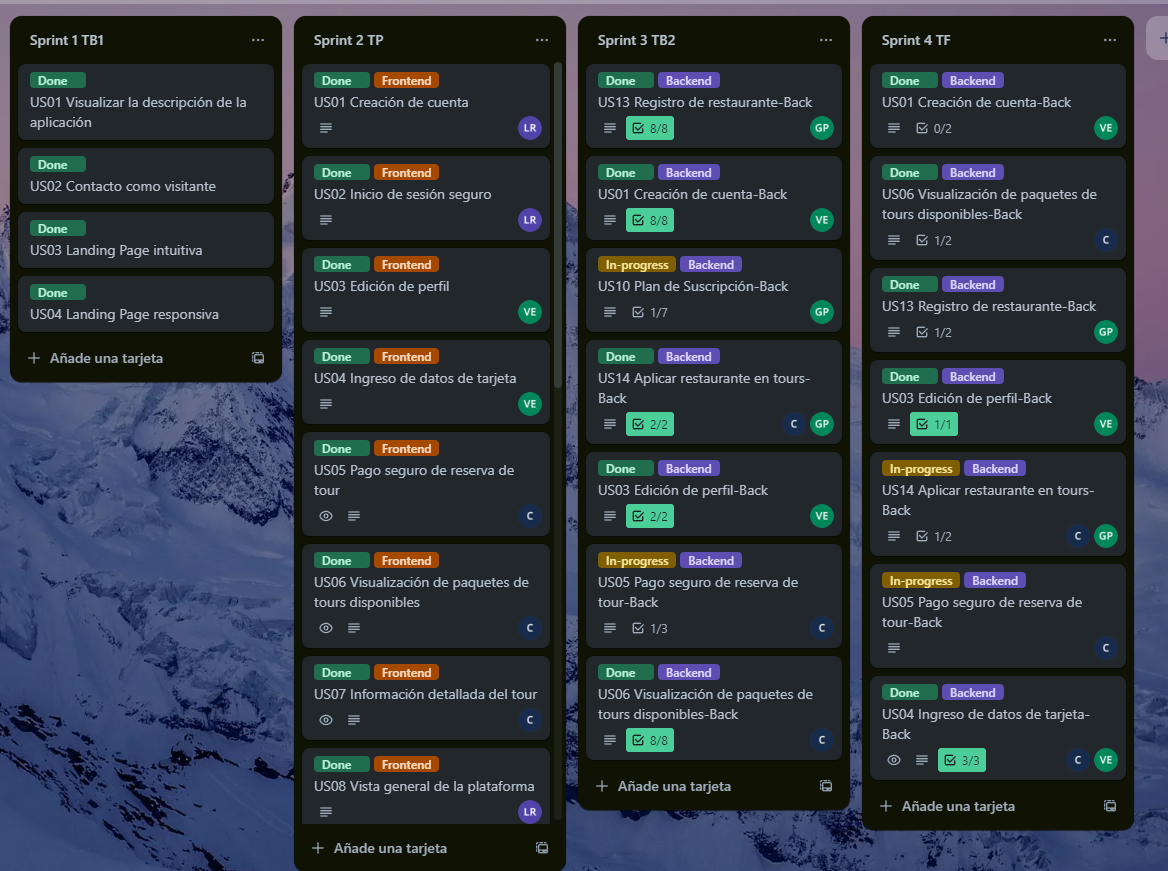 Sprint 1 TB1
Done
US01 Visualizar la descripción de la
aplicación
Done
US02 Contacto como visitante
Done
US03 Landing Page intuitiva
Done
US04 Landing Page responsiva
Añade una tarjeta
Sprint 2 TP
Done Frontend
US01 Creación de cuenta
LR
Done Frontend
US02 Inicio de sesión seguro
LR
Done Frontend
US03 Edición de perfil
VE
Done Frontend
US04 Ingreso de datos de tarjeta
VE
Done Frontend
US05 Pago seguro de reserva de
tour
C
Done Frontend
US06 Visualización de paquetes de
tours disponibles
C
Done Frontend
US07 Información detallada del tour
C
Done Frontend
US08 Vista general de la plataforma
LR
Añade una tarjeta
Sprint 3 TB2
Done Backend
US13 Registro de restaurante-Back
8/8 GP
Done Backend
US01 Creación de cuenta-Back
8/8 VE
In-progress Backend
US10 Plan de Suscripción-Back
1/7 GP
Done Backend
US14 Aplicar restaurante en tours-
Back
2/2 C GP
Done Backend
US03 Edición de perfil-Back
2/2 VE
In-progress Backend
US05 Pago seguro de reserva de
tour-Back
1/3 C
Done Backend
US06 Visualización de paquetes de
tours disponibles-Back
8/8 C
Añade una tarjeta
Sprint 4 TF
Done Backend
US01 Creación de cuenta-Back
0/2 VE
Done Backend
US06 Visualización de paquetes de
tours disponibles-Back
1/2 C
Done Backend
US13 Registro de restaurante-Back
1/2 GP
Done Backend
US03 Edición de perfil-Back
1/1 VE
In-progress Backend
US14 Aplicar restaurante en tours-
Back
1/2 C GP
In-progress Backend
US05 Pago seguro de reserva de
tour-Back
C
Done Backend
US04 Ingreso de datos de tarjeta-
Back
3/3 C VE
Añade una tarjeta